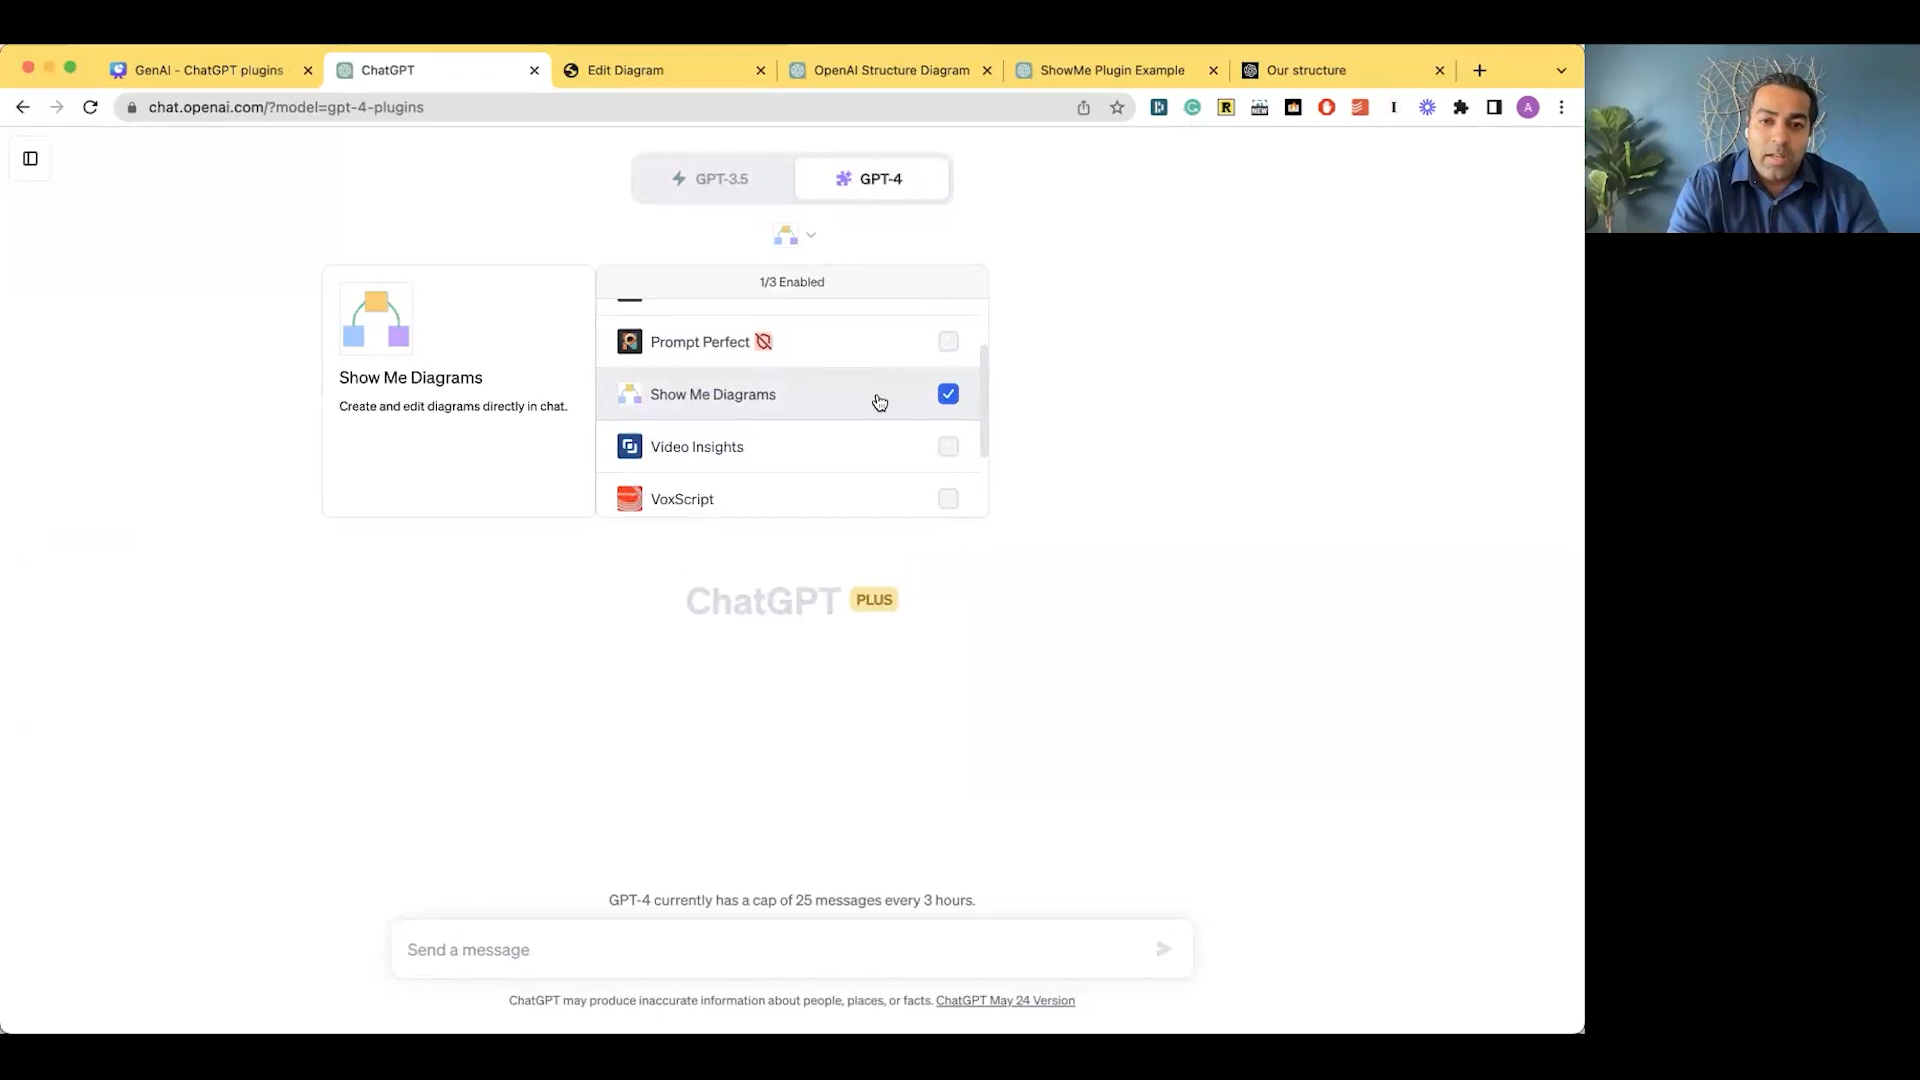 GenAI - ChatGPT plugins
ChatGPT
Edit Diagram
OpenAI Structure Diagram
ShowMe Plugin Example
Our structure
chat.openai.com/?model=gpt-4-plugins
R
NEW
I
A
GPT-3.5
GPT-4
1/3 Enabled
Show Me Diagrams
Create and edit diagrams directly in chat.
Prompt Perfect
Show Me Diagrams
Video Insights
VoxScript
ChatGPT PLUS
GPT-4 currently has a cap of 25 messages every 3 hours.
Send a message
ChatGPT may produce inaccurate information about people, places, or facts. ChatGPT May 24 Version